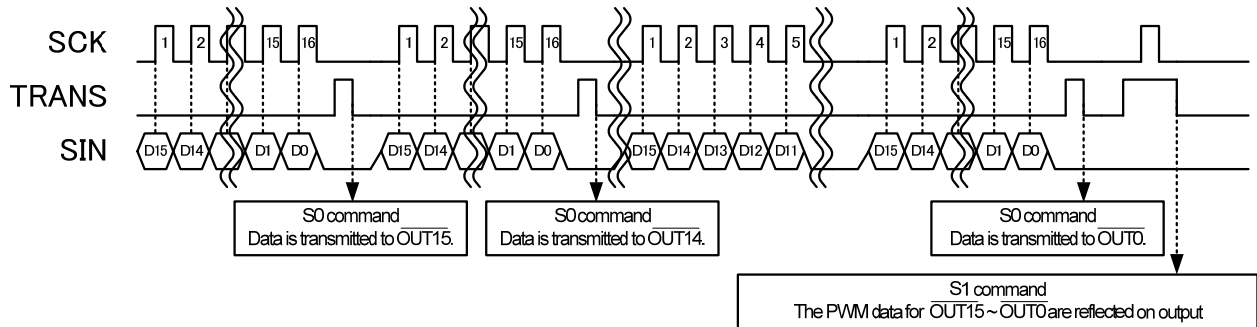 SCK 1 2 15 16 1 2 15 16 1 2 3 4 5 1 2 15 16
TRANS
SIN D15 D14 D1 D0 D15 D14 D1 D0 D15 D14 D13 D12 D11 D15 D14 D1 D0
S0 command
Data is transmitted to OUT15.
S0 command
Data is transmitted to OUT14.
S0 command
Data is transmitted to OUT0.
S1 command
The PWM data for OUT15~OUT0 are reflected on output